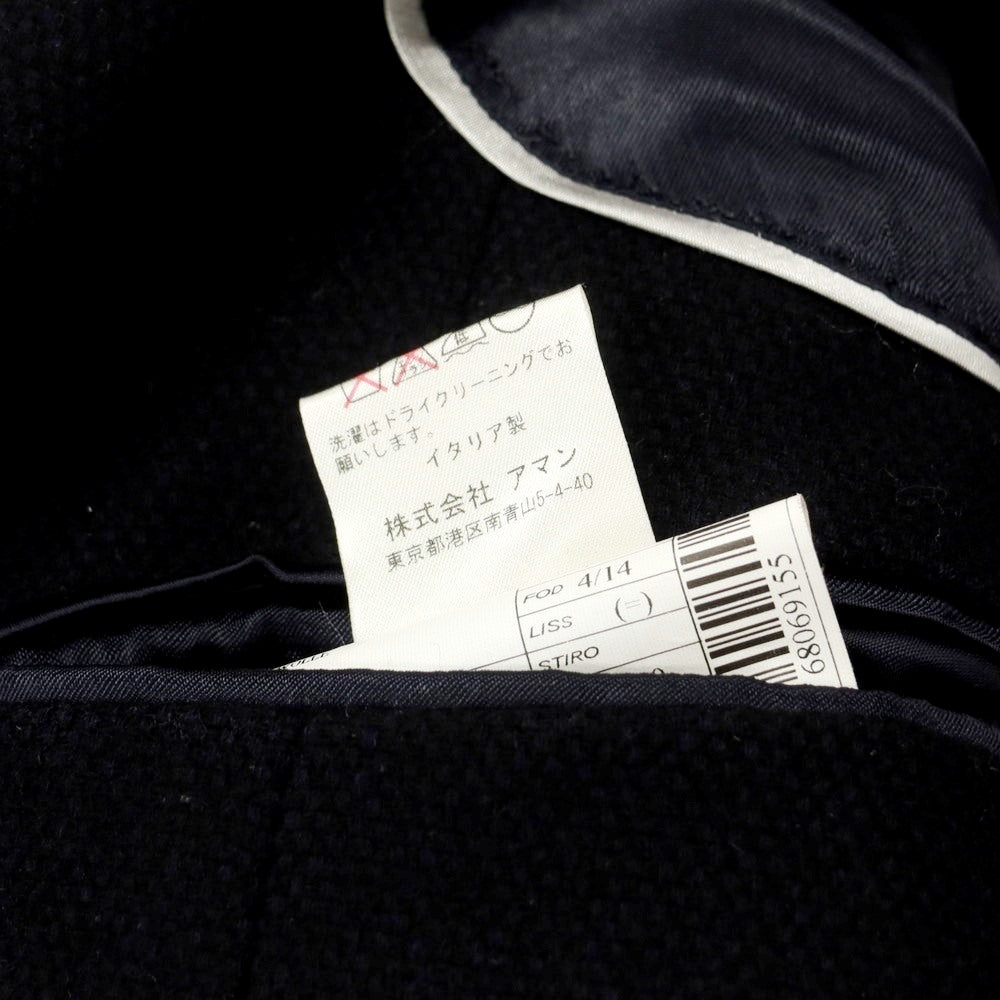 洗濯はドライクリーニングでお
願いします。
イタリア製
株式会社 アマン
東京都港区南青山5-4-40
FOD 4/14
LISS (=)
STIRO
68069155